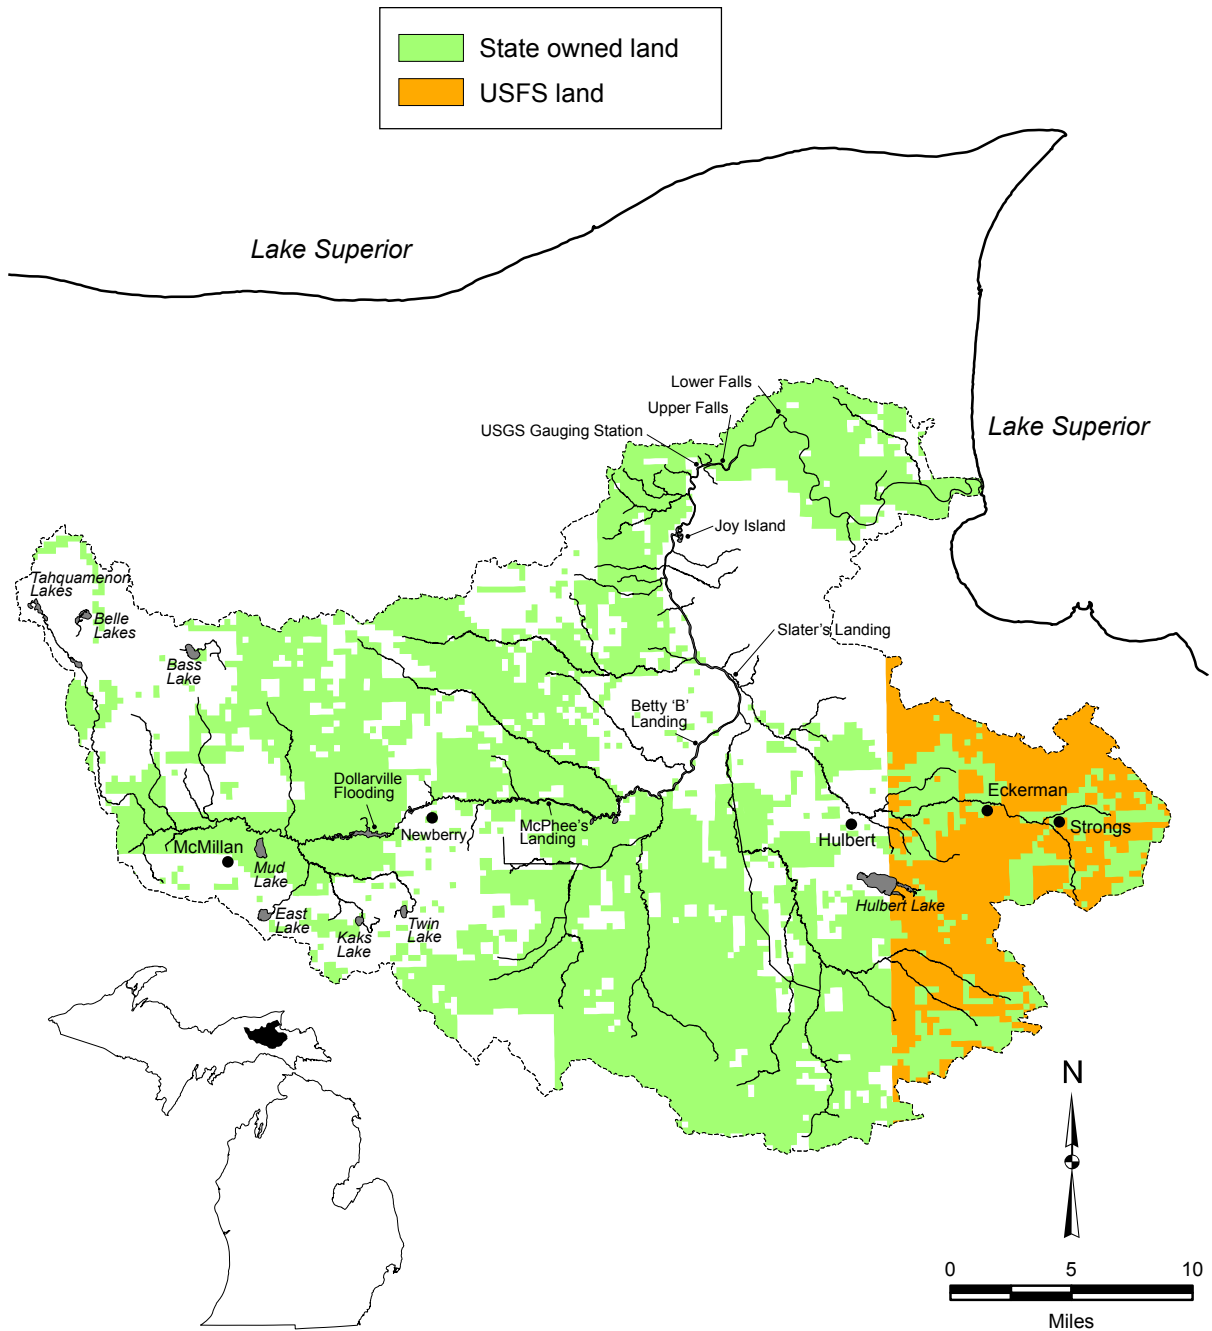 State owned land
USFS land
Lake Superior
Lake Superior
Lower Falls
Upper Falls
USGS Gauging Station
Joy Island
Tahquamenon
Lakes
Belle
Lakes
Bass
Lake
Slater's Landing
Betty 'B'
Landing
Dollarville
Flooding
Newberry
McPhee's
Landing
McMillan
Mud
Lake
East
Lake
Kaks
Lake
Twin
Lake
Hulbert
Hulbert Lake
Eckerman
Strongs
N
0 5 10
Miles